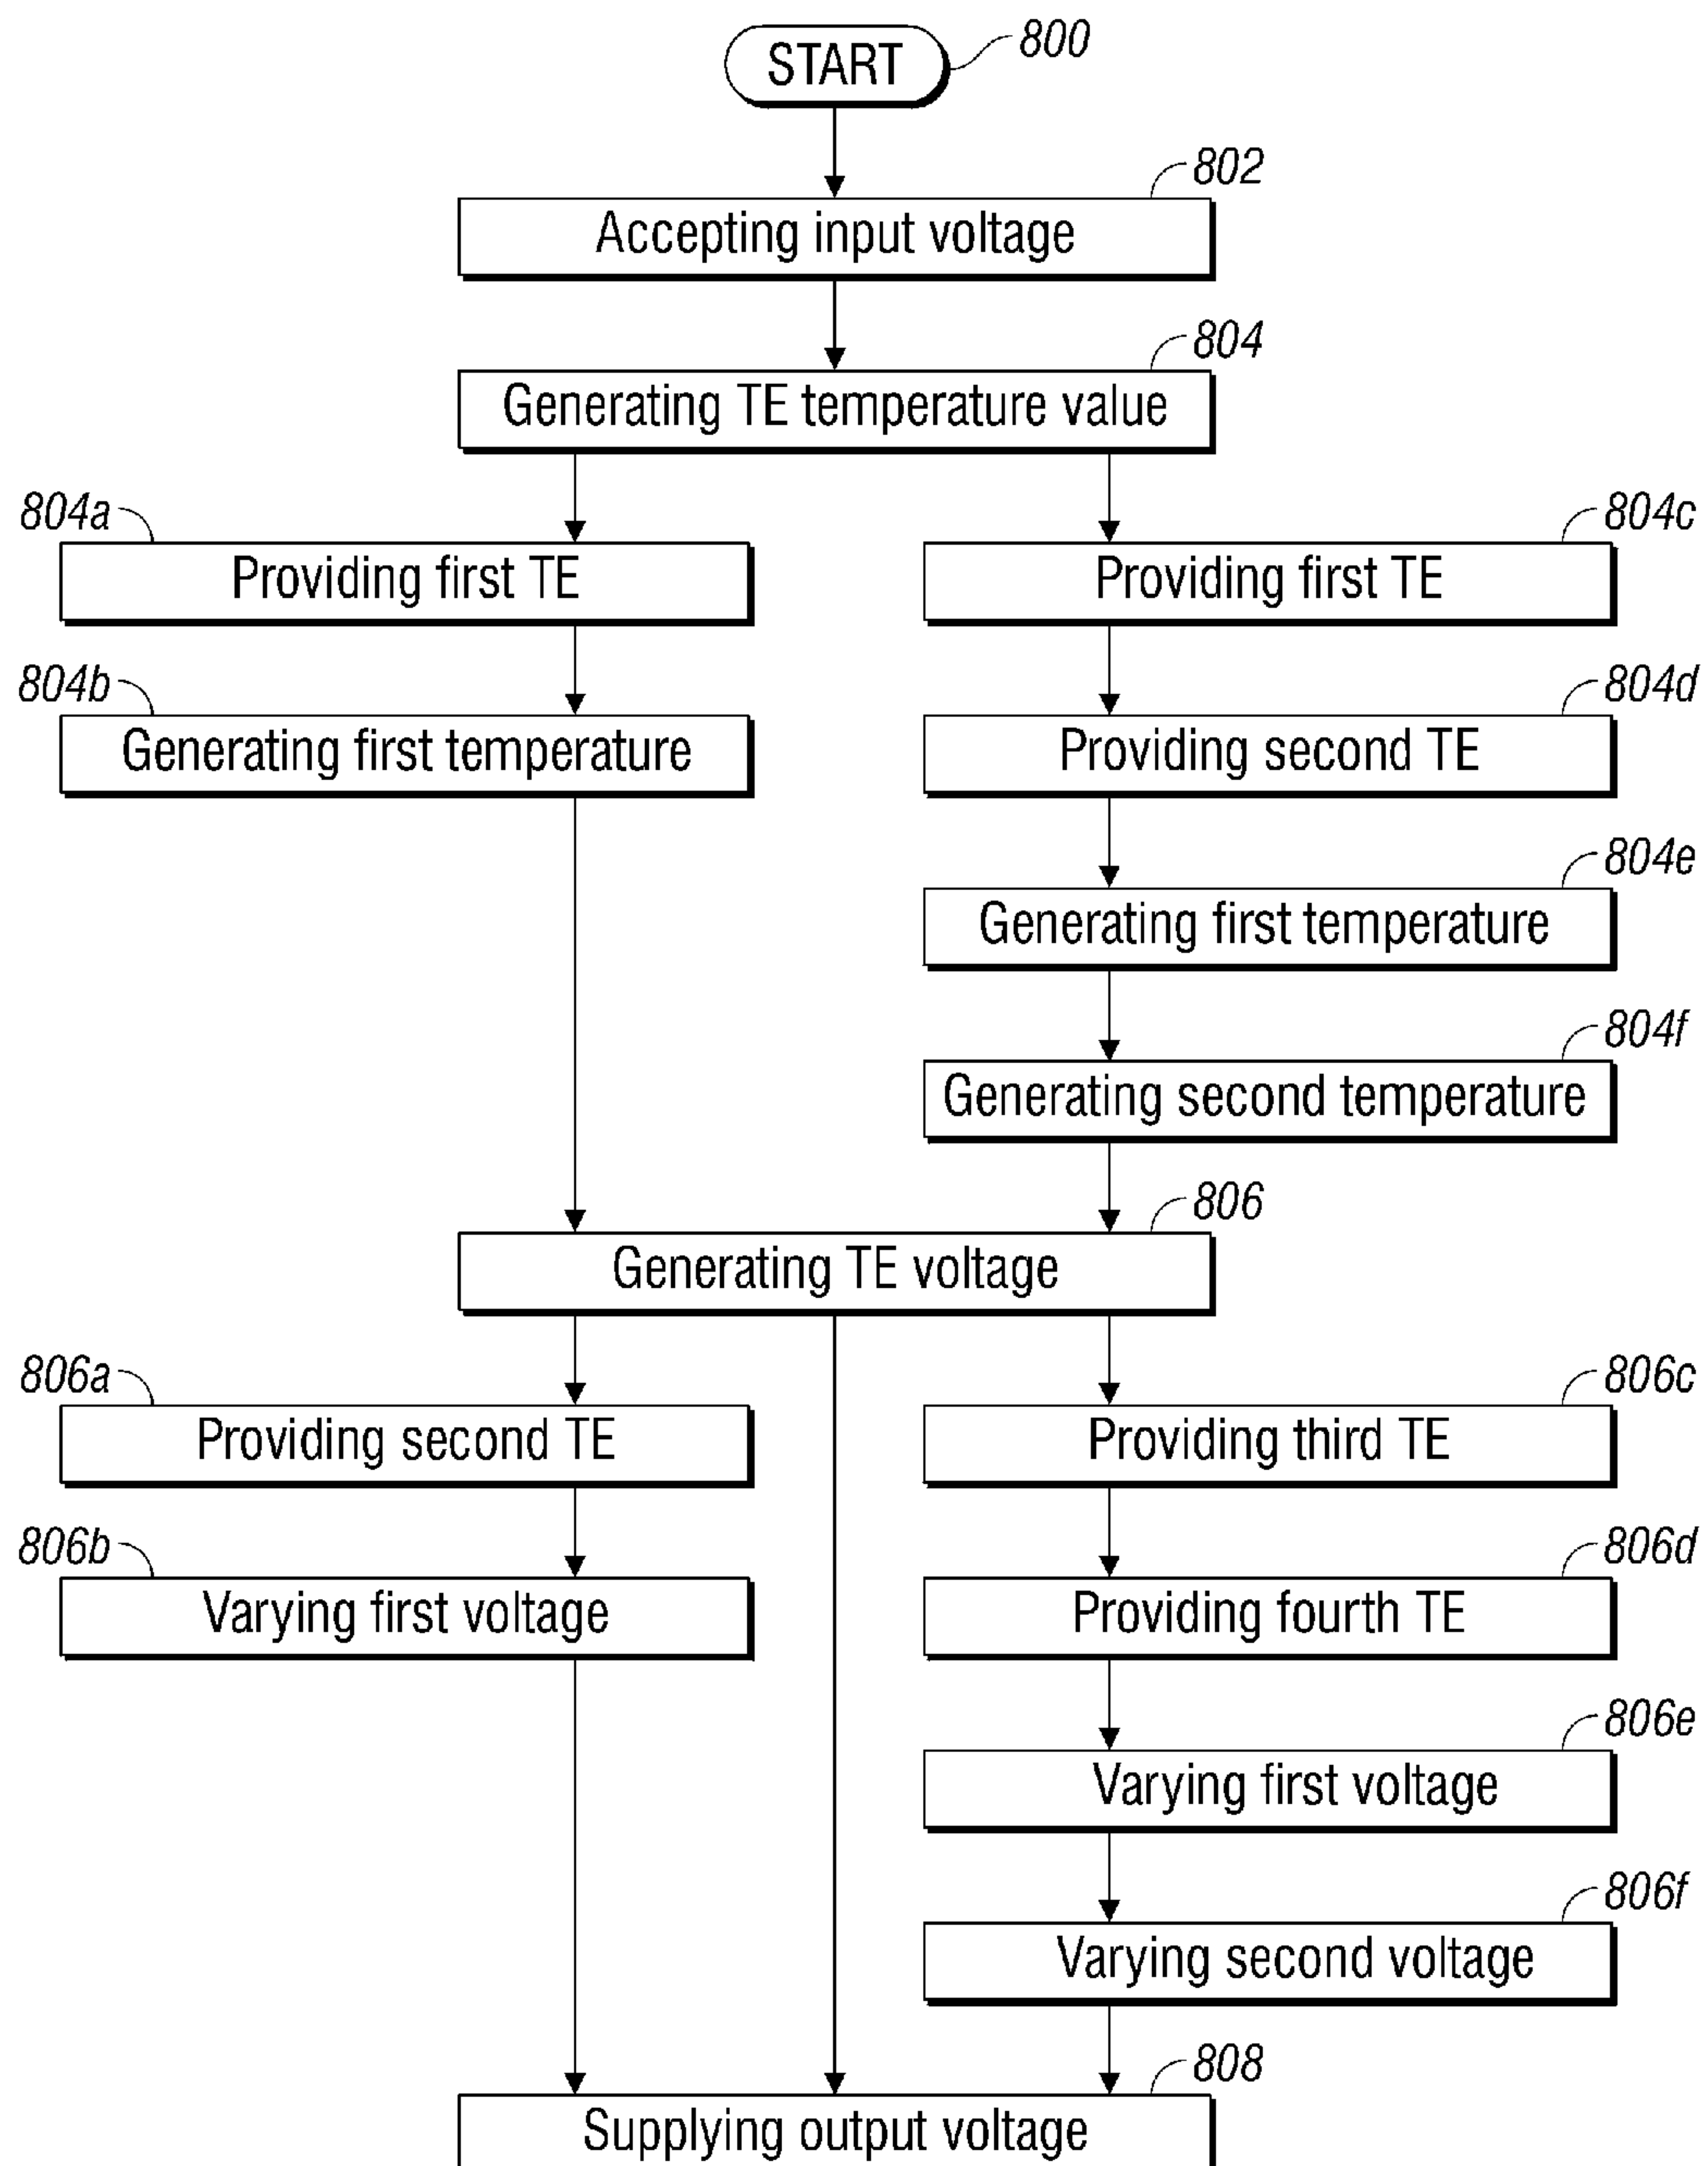 START
800
802
Accepting input voltage
804
Generating TE temperature value
804a
Providing first TE
804c
Providing first TE
804b
Generating first temperature
804d
Providing second TE
804e
Generating first temperature
804f
Generating second temperature
806
Generating TE voltage
806a
Providing second TE
806c
Providing third TE
806b
Varying first voltage
806d
Providing fourth TE
806e
Varying first voltage
806f
Varying second voltage
808
Supplying output voltage